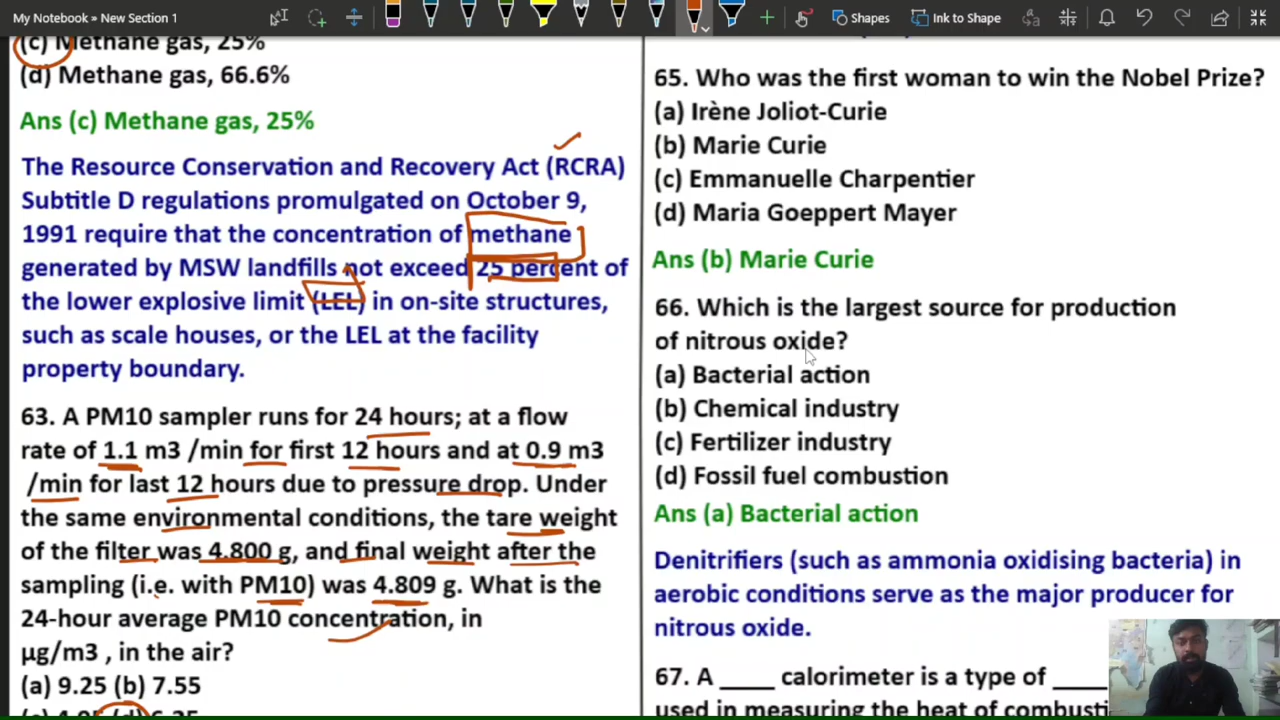 My Notebook » New Section 1
Shapes
Ink to Shape
(c) Methane gas, 25%
(d) Methane gas, 66.6%
Ans (c) Methane gas, 25%
The Resource Conservation and Recovery Act (RCRA)
Subtitle D regulations promulgated on October 9,
1991 require that the concentration of methane
generated by MSW landfills not exceed 25 percent of
the lower explosive limit (LEL) in on-site structures,
such as scale houses, or the LEL at the facility
property boundary.
63. A PM10 sampler runs for 24 hours; at a flow
rate of 1.1 m3 /min for first 12 hours and at 0.9 m3
/min for last 12 hours due to pressure drop. Under
the same environmental conditions, the tare weight
of the filter was 4.800 g, and final weight after the
sampling (i.e. with PM10) was 4.809 g. What is the
24-hour average PM10 concentration, in
μg/m3 , in the air?
(a) 9.25 (b) 7.55
65. Who was the first woman to win the Nobel Prize?
(a) Irène Joliot-Curie
(b) Marie Curie
(c) Emmanuelle Charpentier
(d) Maria Goeppert Mayer
Ans (b) Marie Curie
66. Which is the largest source for production
of nitrous oxide?
(a) Bacterial action
(b) Chemical industry
(c) Fertilizer industry
(d) Fossil fuel combustion
Ans (a) Bacterial action
Denitrifiers (such as ammonia oxidising bacteria) in
aerobic conditions serve as the major producer for
nitrous oxide.
67. A ____ calorimeter is a type of ____
used in measuring the heat of